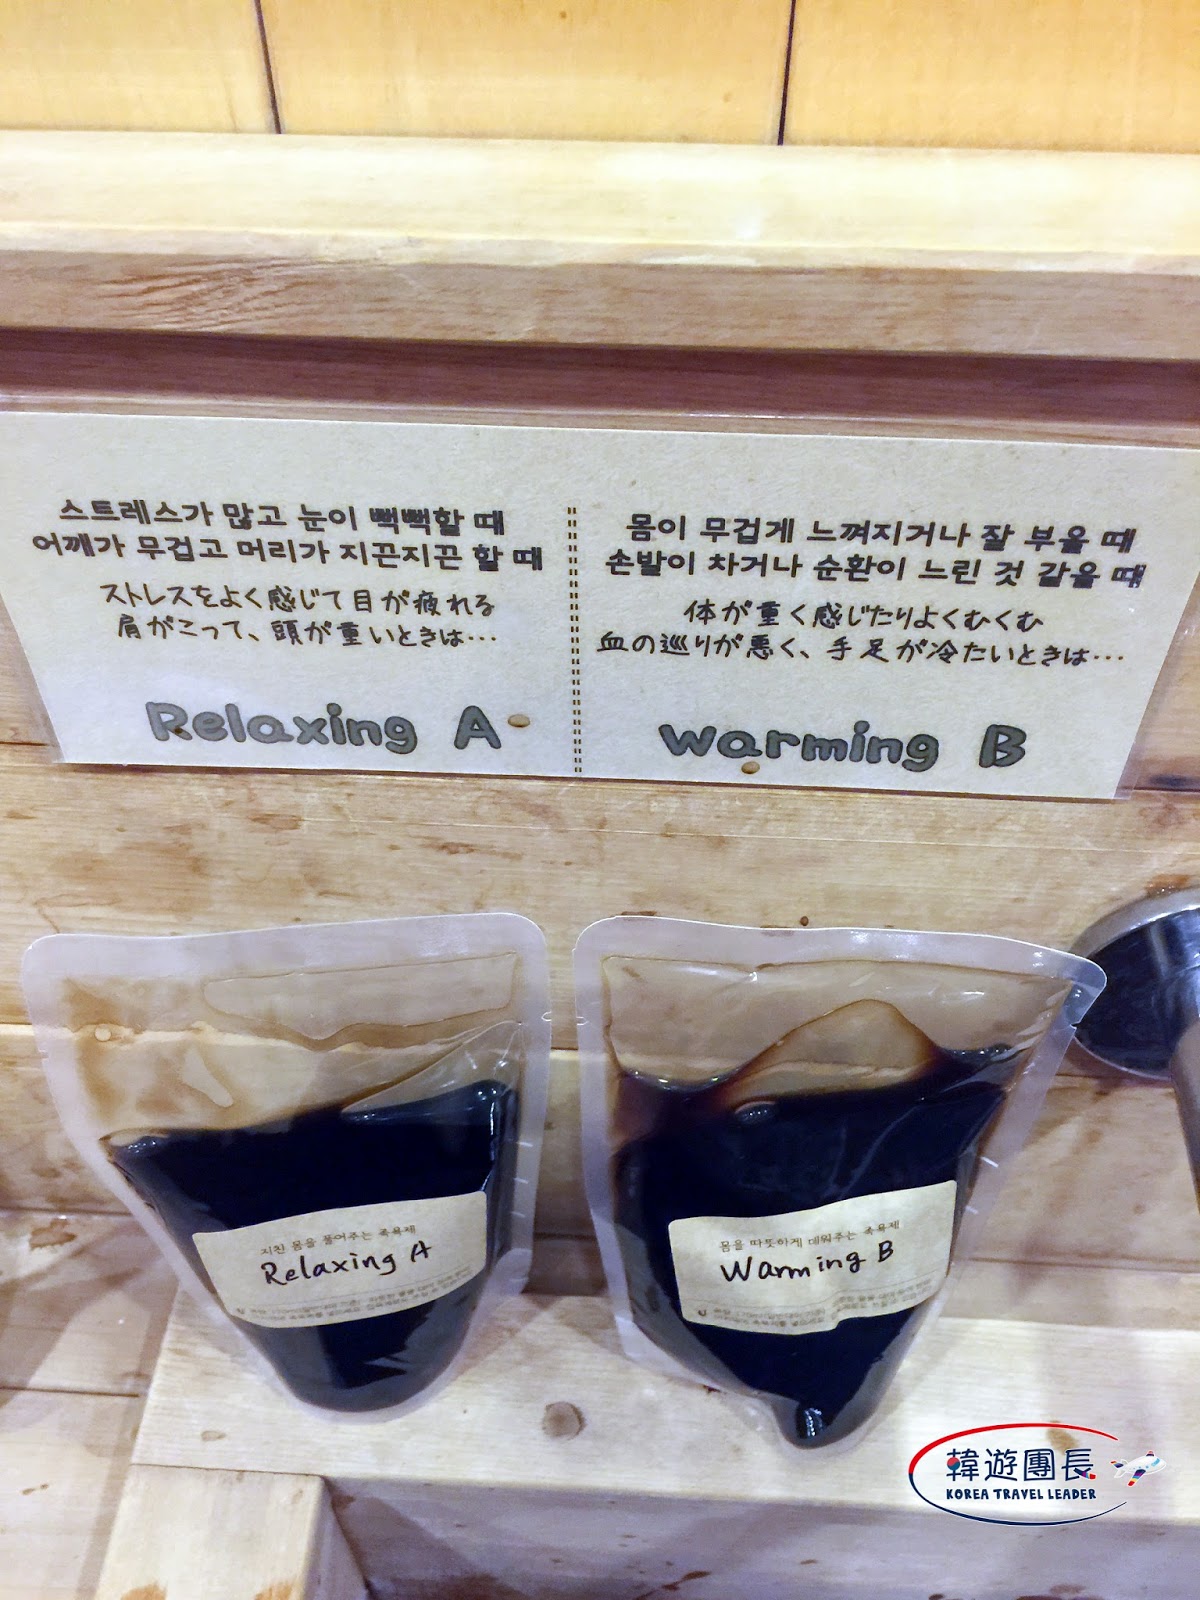 스트레스가 많고 눈이 뻑뻑할 때
어깨가 무겁고 머리가 지끈지끈 할 때
ストレスをよく感じて目が疲れる
肩がこって、頭が重いときは…
Relaxing A
몸이 무겁게 느껴지거나 잘 부을 때
손발이 차거나 순환이 느린 것 같을 때
体が重く感じたりよくむくむ
血の巡りが悪く、手足が冷たいときは…
Warming B
지친 몸을 풀어주는 족욕제
Relaxing A
몸을 따뜻하게 데워주는 족욕제
Warming B
韓遊團長
KOREA TRAVEL LEADER